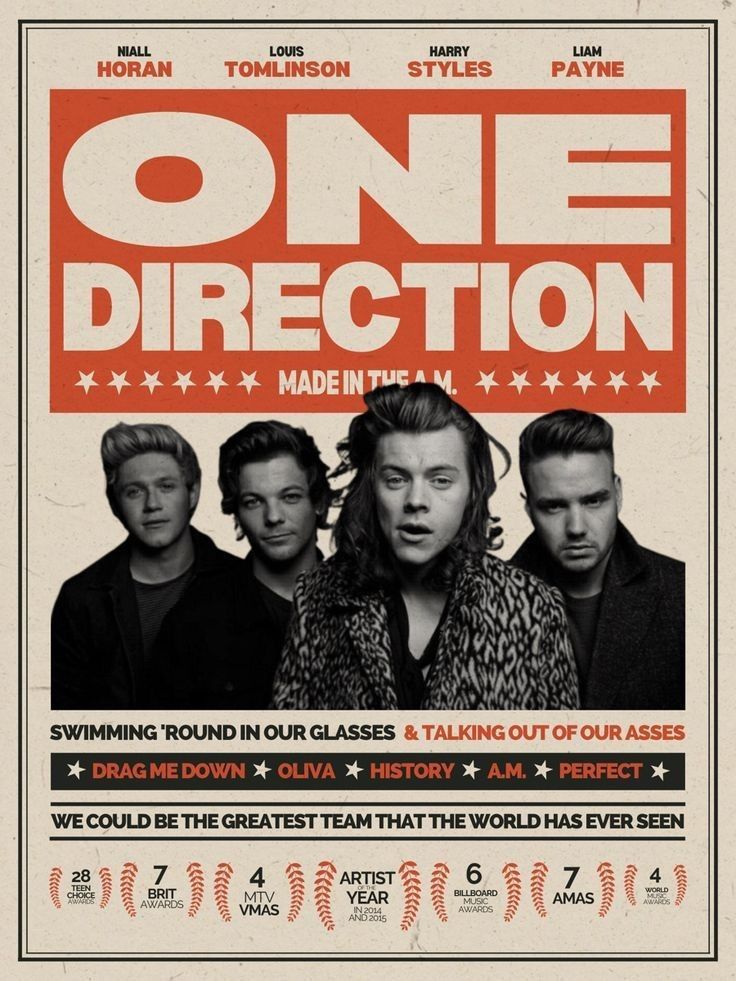 NIALL LOUIS HARRY LIAM
HORAN TOMLINSON STYLES PAYNE
ONE
DIRECTION
MADE IN THE A.M.
SWIMMING 'ROUND IN OUR GLASSES & TALKING OUT OF OUR ASSES
DRAG ME DOWN OLIVA HISTORY A.M. PERFECT
WE COULD BE THE GREATEST TEAM THAT THE WORLD HAS EVER SEEN
28
TEEN
CHOICE
AWARDS
7
BRIT
AWARDS
4
MTV
VMAS
ARTIST
OF THE
YEAR
IN 2014
AND 2015
6
BILLBOARD
MUSIC
AWARDS
7
AMAS
4
WORLD
MUSIC
AWARDS